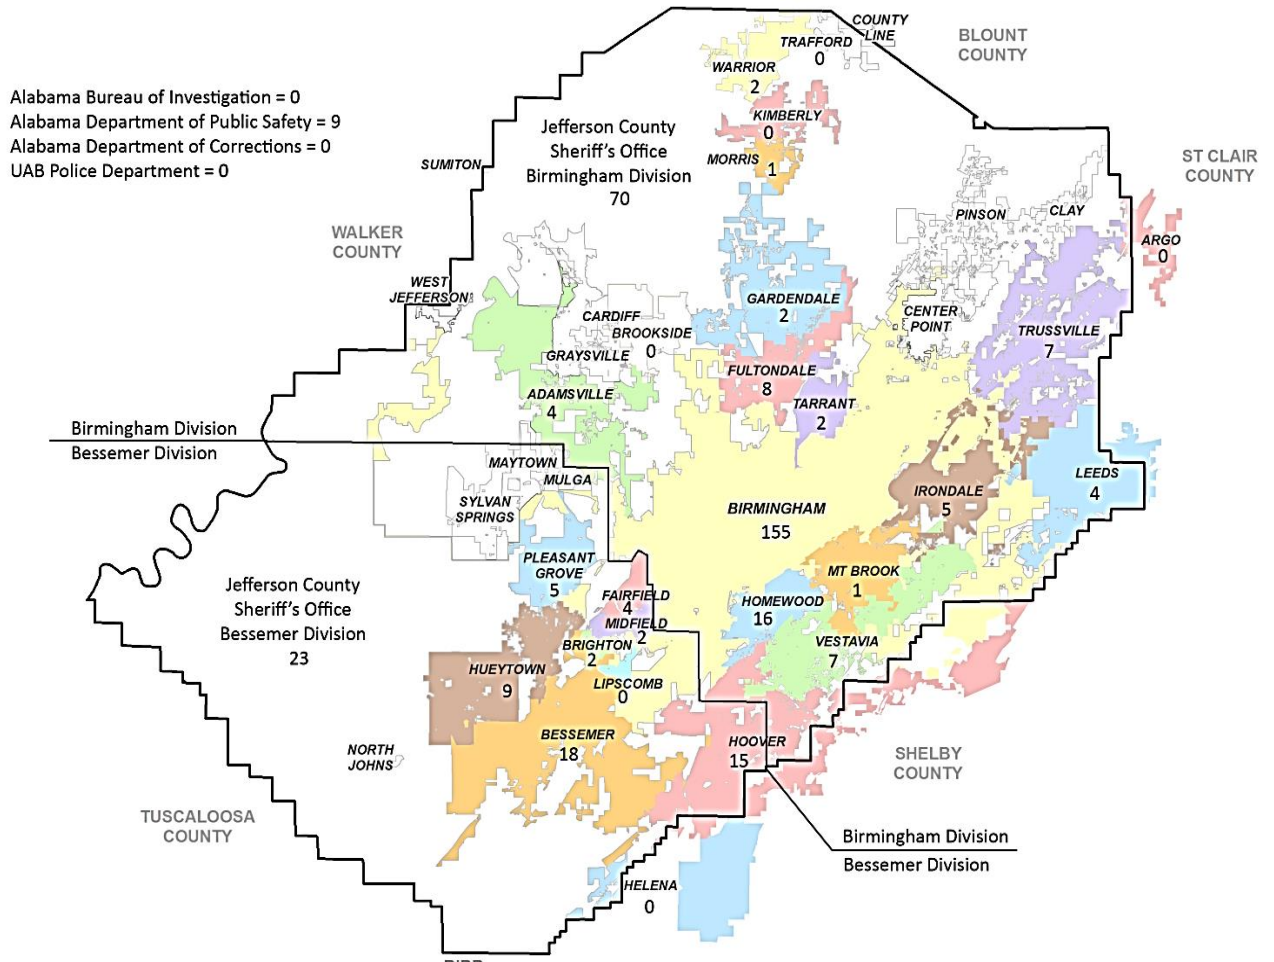 COUNTY
LINE
BLOUNT
COUNTY
TRAFFORD
0
WARRIOR
2
Alabama Bureau of Investigation = 0
Alabama Department of Public Safety = 9
Alabama Department of Corrections = 0
UAB Police Department = 0
KIMBERLY
0
Jefferson County
Sheriff's Office
Birmingham Division
70
MORRIS
1
SUMITON
ST CLAIR
COUNTY
PINSON
CLAY
WALKER
COUNTY
ARGO
0
WEST
JEFFERSON
GARDENDALE
2
CARDIFF
BROOKSIDE
0
CENTER
POINT
TRUSSVILLE
7
GRAYSVILLE
FULTONDALE
8
ADAMSVILLE
4
TARRANT
2
Birmingham Division
Bessemer Division
MAYTOWN
MULGA
SYLVAN
SPRINGS
LEEDS
4
IRONDALE
5
BIRMINGHAM
155
PLEASANT
GROVE
5
MT BROOK
1
Jefferson County
Sheriff's Office
Bessemer Division
23
FAIRFIELD
4
MIDFIELD
2
HOMEWOOD
16
VESTAVIA
7
BRIGHTON
2
HUEYTOWN
9
LIPSCOMB
0
BESSEMER
18
HOOVER
15
NORTH
JOHNS
SHELBY
COUNTY
TUSCALOOSA
COUNTY
Birmingham Division
Bessemer Division
HELENA
0